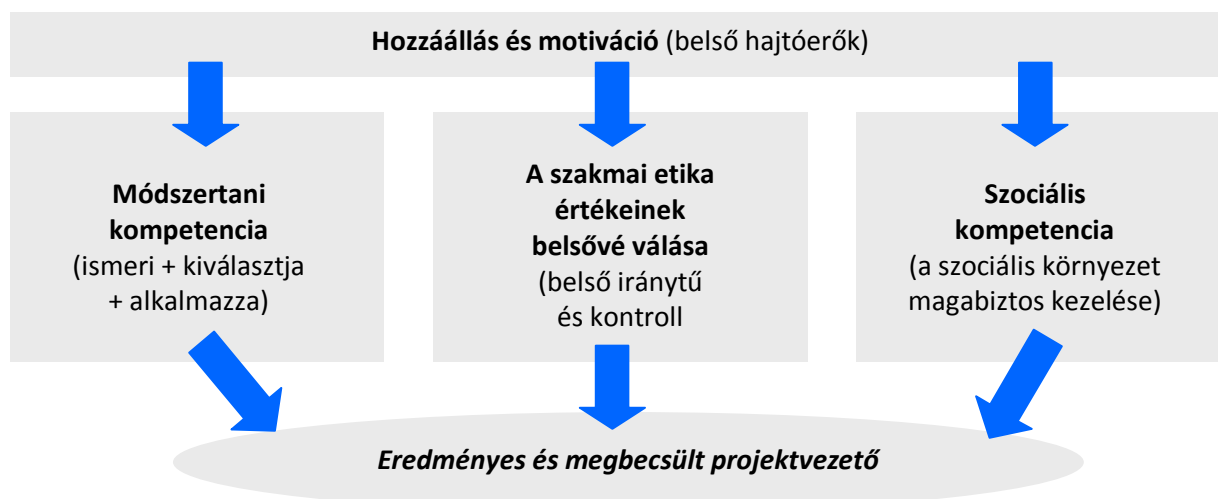 Hozzáállás és motiváció (belső hajtóerők)
Módszertani
kompetencia
(ismeri + kiválasztja
+ alkalmazza)
A szakmai etika
értékeinek
belsővé válása
(belső iránytű
és kontroll
Szociális
kompetencia
(a szociális környezet
magabiztos kezelése)
Eredményes és megbecsült projektvezető